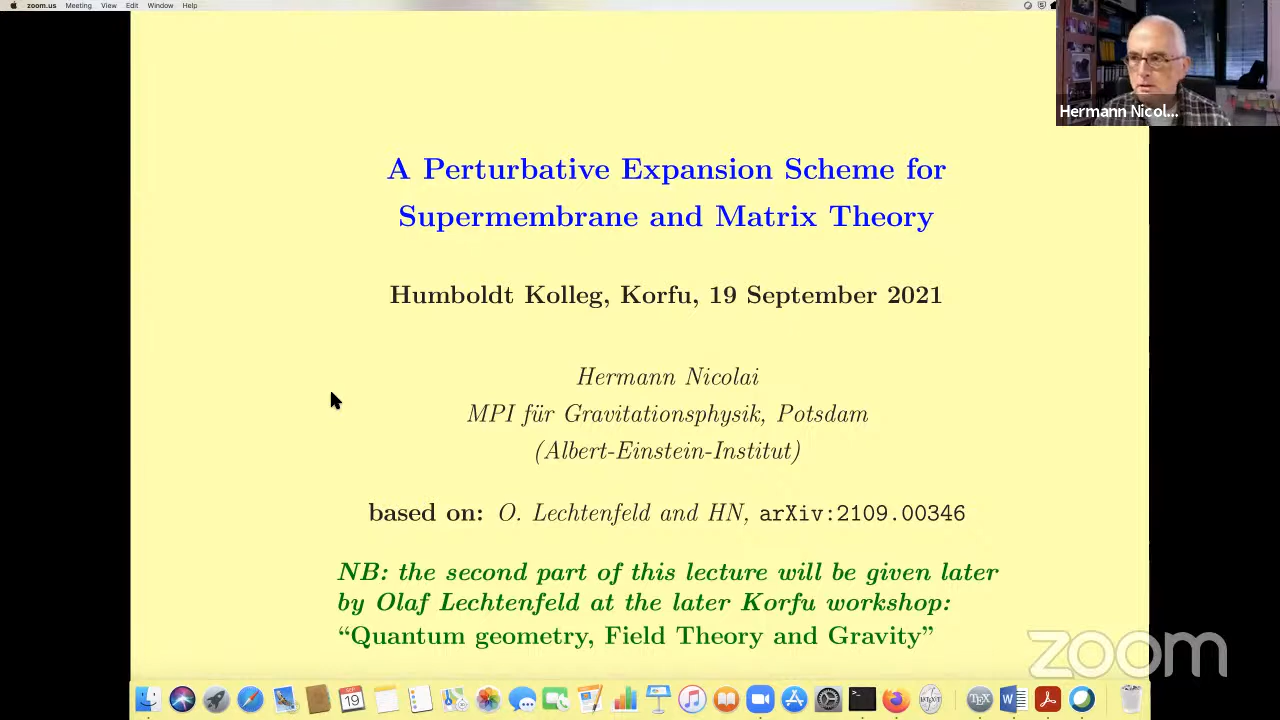 zoom.us Meeting View Edit Window Help
Hermann Nicol...
A Perturbative Expansion Scheme for
Supermembrane and Matrix Theory
Humboldt Kolleg, Korfu, 19 September 2021
Hermann Nicolai
MPI für Gravitationsphysik, Potsdam
(Albert-Einstein-Institut)
based on: O. Lechtenfeld and HN, arXiv:2109.00346
NB: the second part of this lecture will be given later
by Olaf Lechtenfeld at the later Korfu workshop:
“Quantum geometry, Field Theory and Gravity”
zoom
19